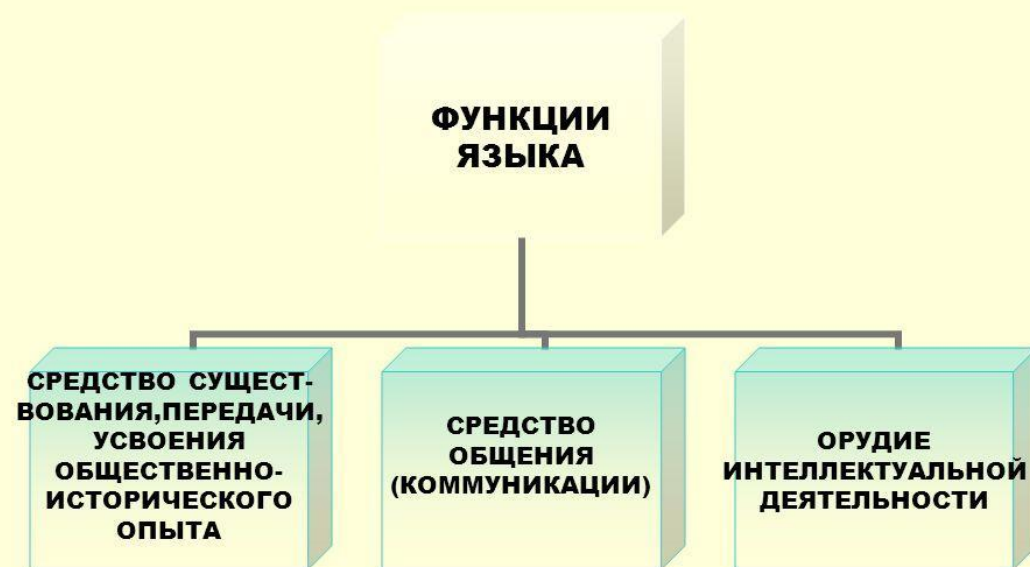 ФУНКЦИИ
ЯЗЫКА
СРЕДСТВО СУЩЕСТ-
ВОВАНИЯ,ПЕРЕДАЧИ,
УСВОЕНИЯ
ОБЩЕСТВЕННО-
ИСТОРИЧЕСКОГО
ОПЫТА
СРЕДСТВО
ОБЩЕНИЯ
(КОММУНИКАЦИИ)
ОРУДИЕ
ИНТЕЛЛЕКТУАЛЬНОЙ
ДЕЯТЕЛЬНОСТИ